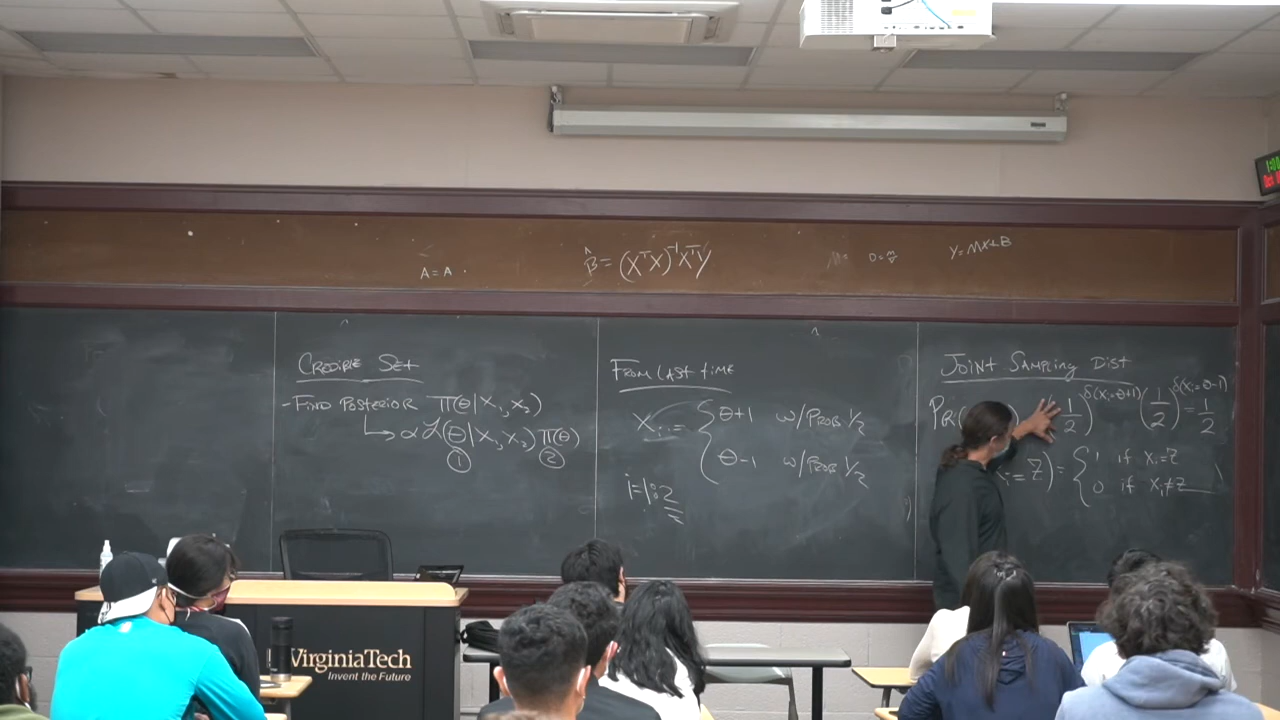 A = A
β̂ = (XᵀX)⁻¹XᵀY
D = m/v
Y = MX + B
CREDIBLE SET
- FIND POSTERIOR Π(θ|X₁,X₂)
↳ α ℒ(θ|X₁,X₂) Π(θ)
① ②
FROM LAST TIME
Xᵢ = { θ+1 W/ PROB 1/2
θ-1 W/ PROB 1/2
i=1:2
JOINT SAMPLING DIST
PR( (1/2)^δ(Xᵢ=θ+1) (1/2)^δ(Xᵢ=θ-1) = 1/2
= Z) = { 1 if Xᵢ=Z
0 if Xᵢ≠Z
VirginiaTech
Invent the Future